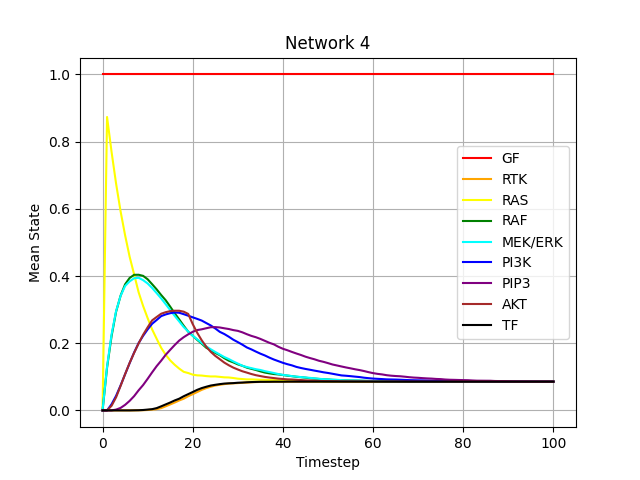 Network 4
Mean State
1.0
0.8
0.6
0.4
0.2
0.0
GF
RTK
RAS
RAF
MEK/ERK
PI3K
PIP3
AKT
TF
0 20 40 60 80 100
Timestep